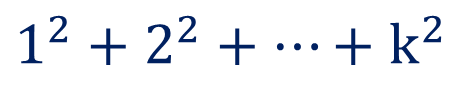 1² + 2² + ⋯ + k²